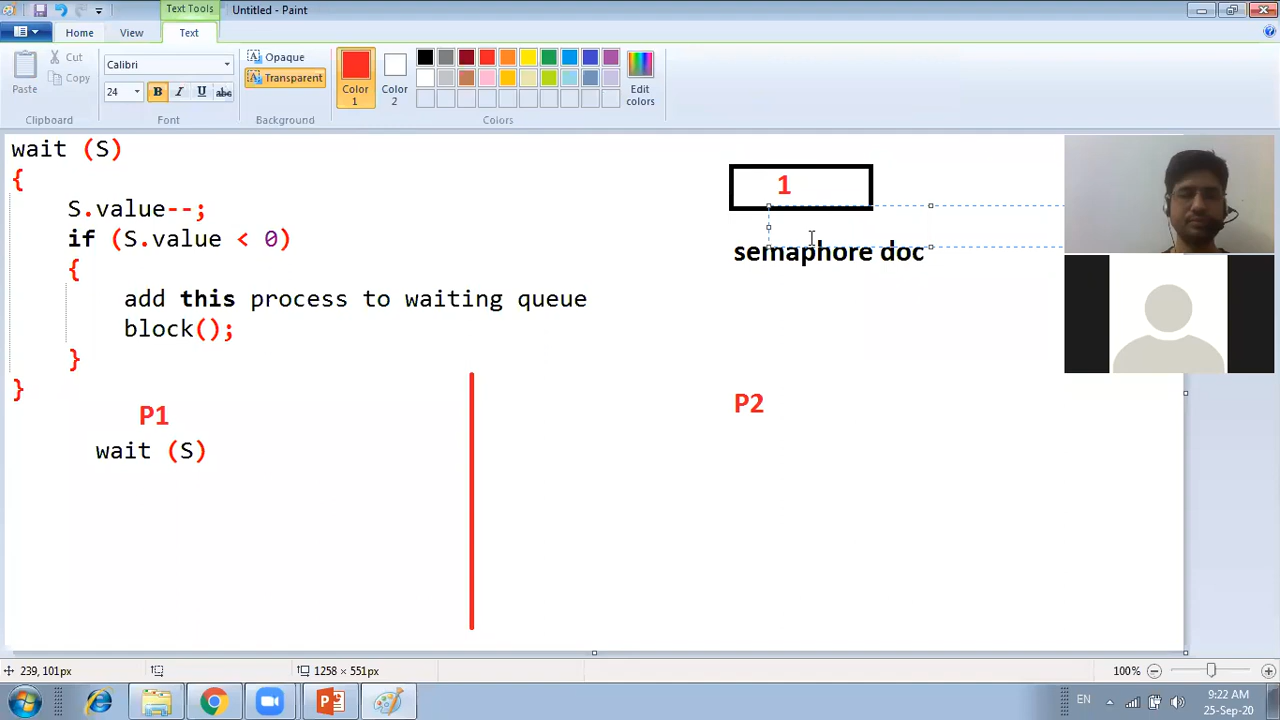 Text Tools
Untitled - Paint
Home
View
Text
Cut
Copy
Paste
Clipboard
Calibri
24
B I U abc
Font
Opaque
Transparent
Background
Color 1
Color 2
Edit colors
Colors
wait (S)
{
S.value--;
if (S.value < 0)
{
add this process to waiting queue
block();
}
}
1
semaphore doc
P1
wait (S)
P2
239, 101px
1258 × 551px
100%
EN
9:22 AM
25-Sep-20